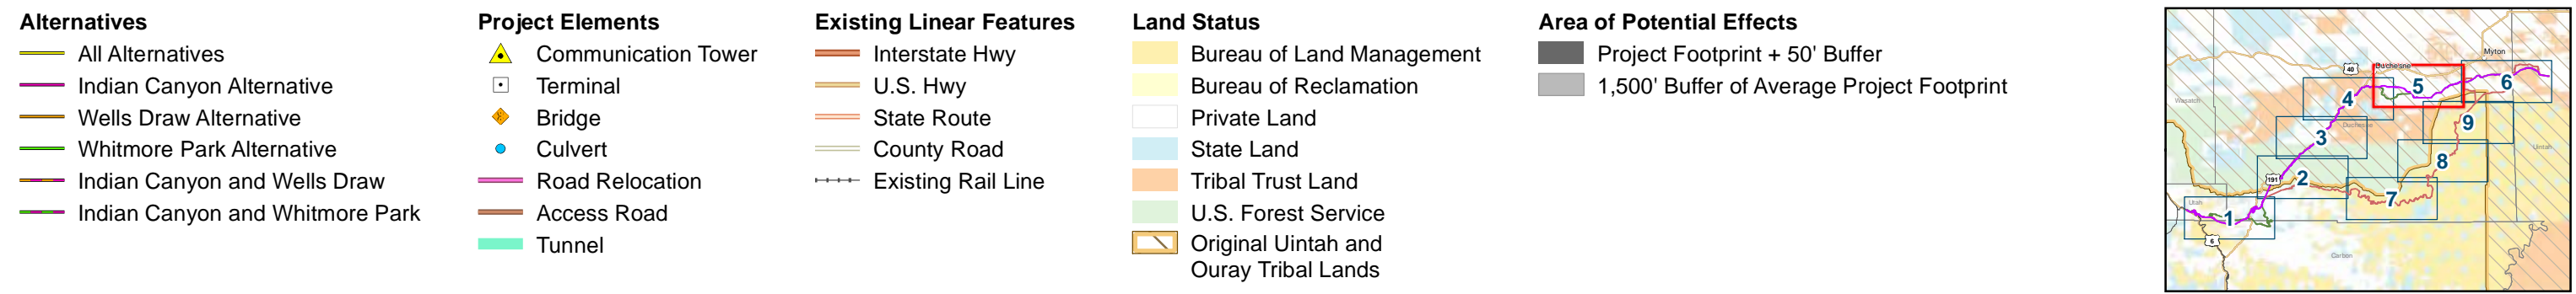 Alternatives
All Alternatives
Indian Canyon Alternative
Wells Draw Alternative
Whitmore Park Alternative
Indian Canyon and Wells Draw
Indian Canyon and Whitmore Park
Project Elements
Communication Tower
Terminal
Bridge
Culvert
Road Relocation
Access Road
Tunnel
Existing Linear Features
Interstate Hwy
U.S. Hwy
State Route
County Road
Existing Rail Line
Land Status
Bureau of Land Management
Bureau of Reclamation
Private Land
State Land
Tribal Trust Land
U.S. Forest Service
Original Uintah and
Ouray Tribal Lands
Area of Potential Effects
Project Footprint + 50' Buffer
1,500' Buffer of Average Project Footprint
Myton
Duchesne
40
5
6
Wasatch
4
9
Duchesne
3
Uintah
8
191
2
7
Utah
1
6
Carbon